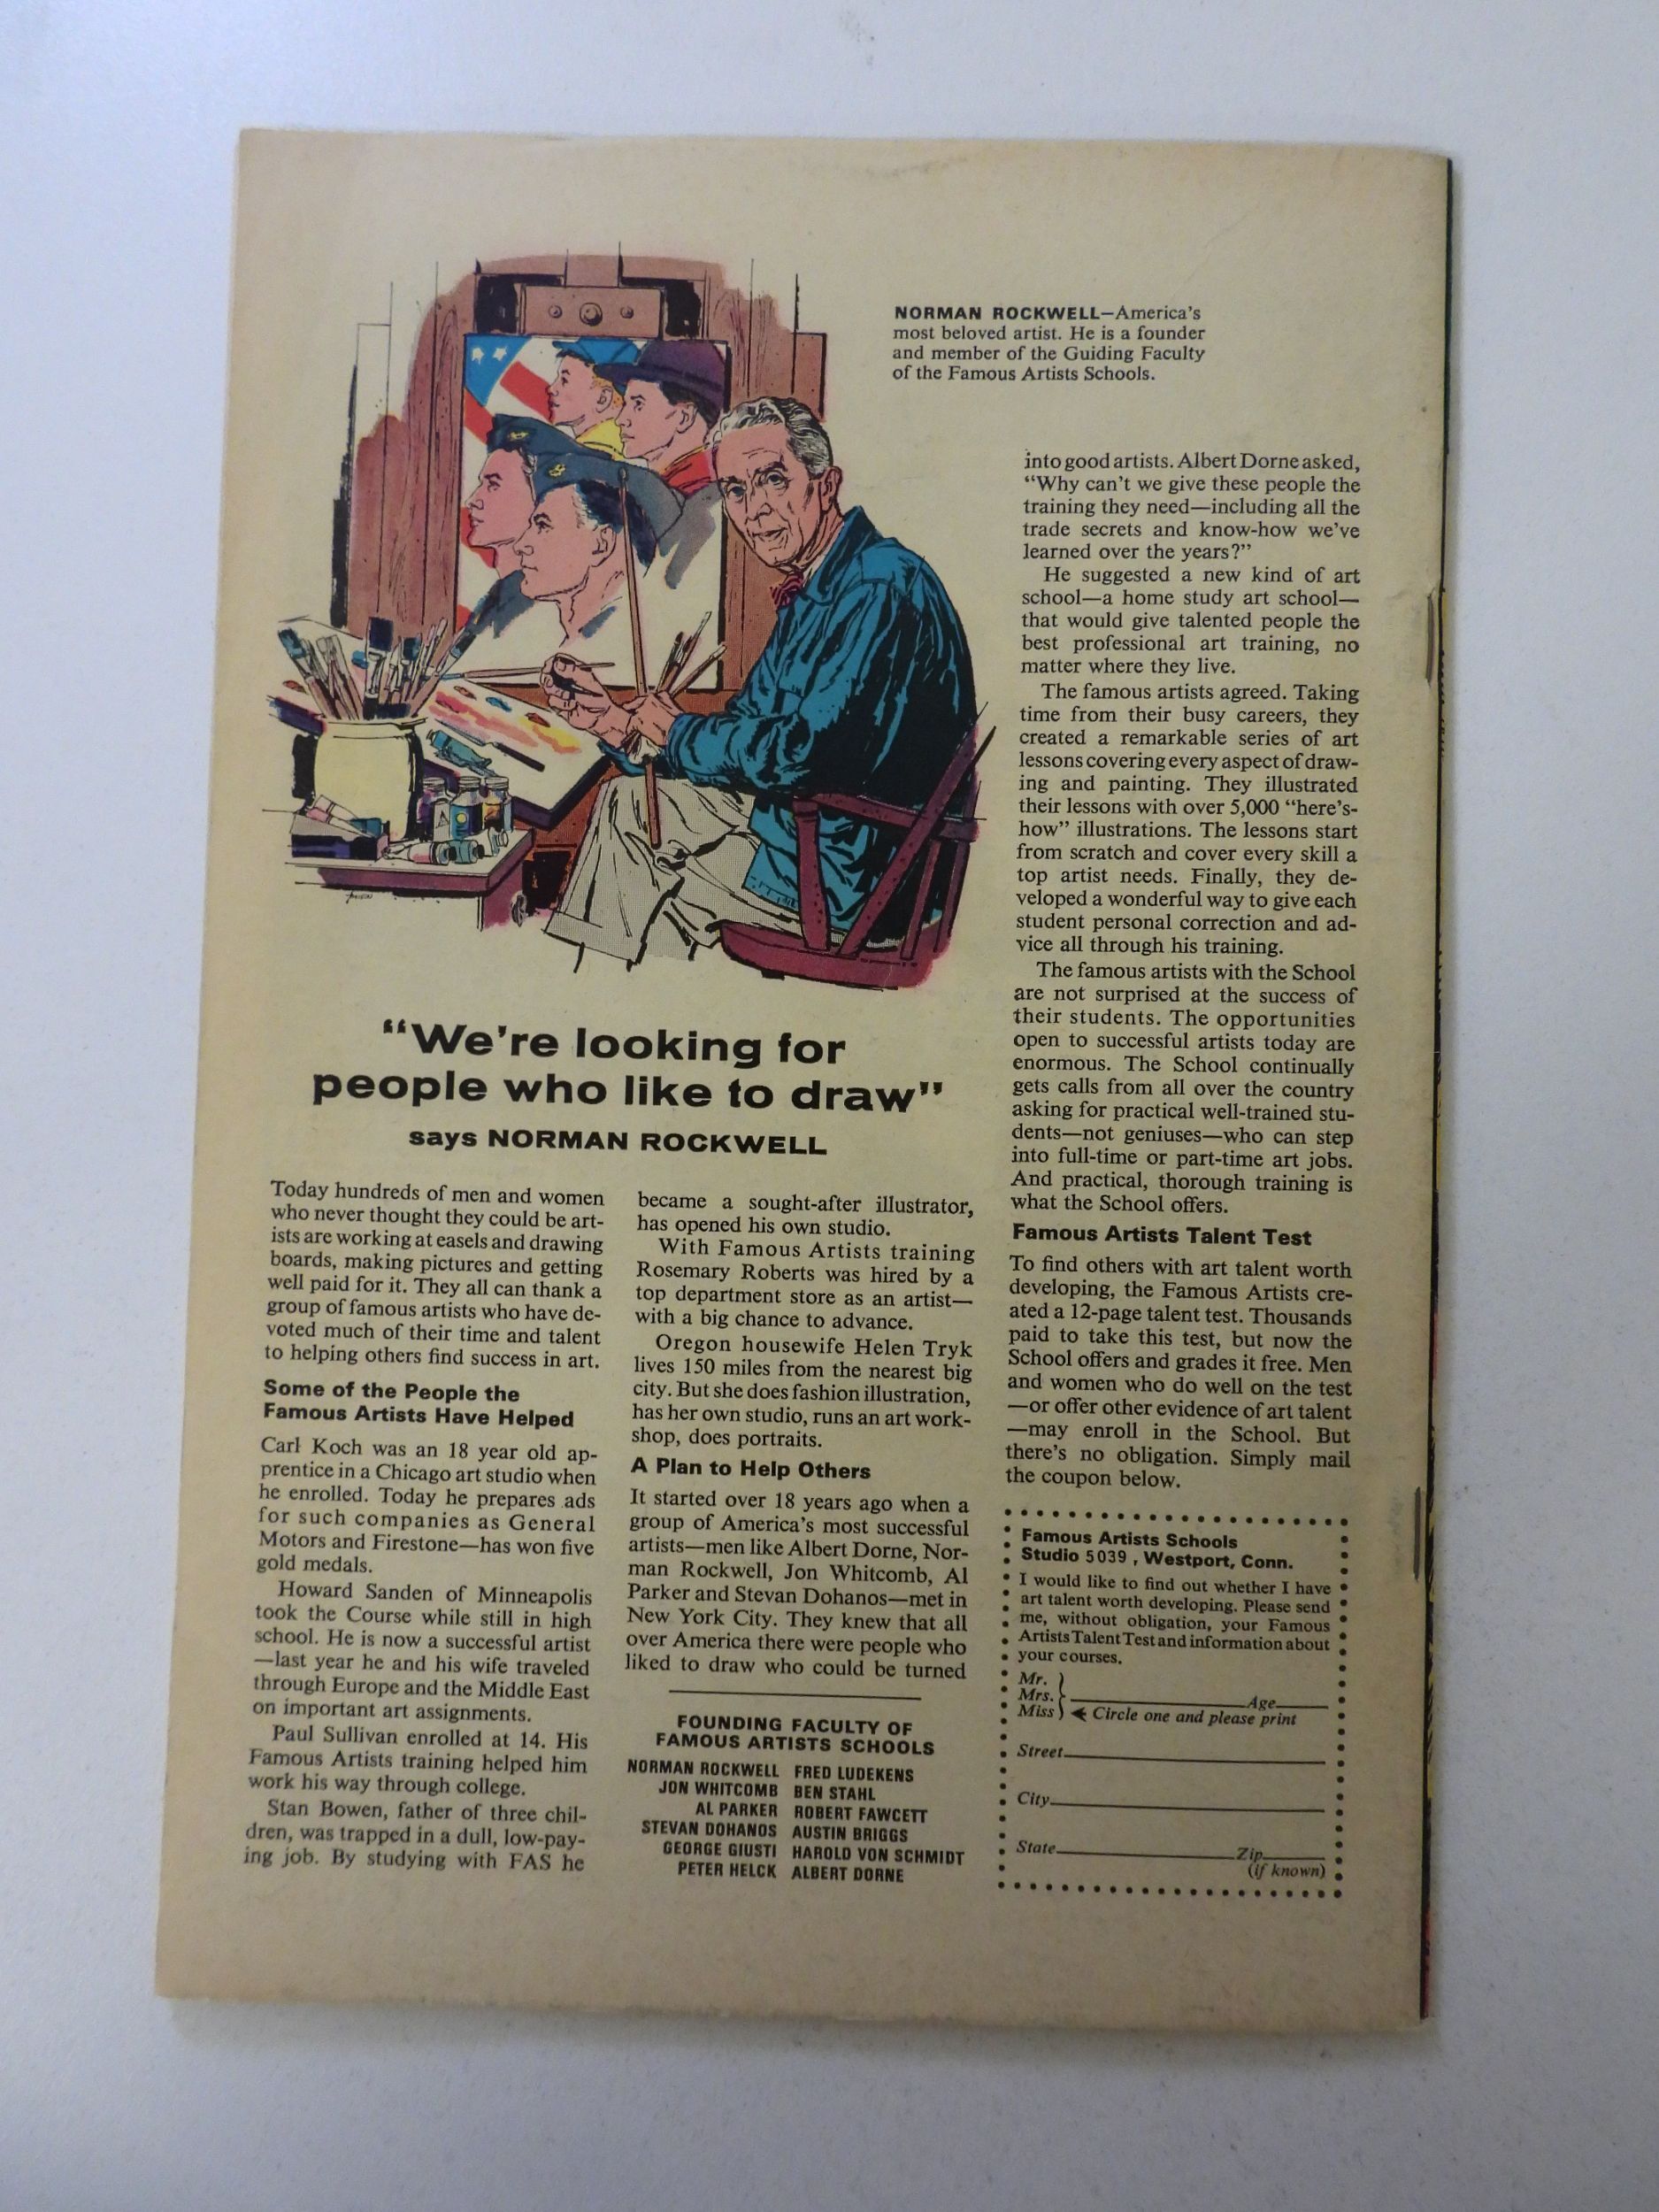 NORMAN ROCKWELL—America's
most beloved artist. He is a founder
and member of the Guiding Faculty
of the Famous Artists Schools.
"We're looking for
people who like to draw"
says NORMAN ROCKWELL
Today hundreds of men and women
who never thought they could be art-
ists are working at easels and drawing
boards, making pictures and getting
well paid for it. They all can thank a
group of famous artists who have de-
voted much of their time and talent
to helping others find success in art.
Some of the People the
Famous Artists Have Helped
Carl Koch was an 18 year old ap-
prentice in a Chicago art studio when
he enrolled. Today he prepares ads
for such companies as General
Motors and Firestone—has won five
gold medals.
Howard Sanden of Minneapolis
took the Course while still in high
school. He is now a successful artist
—last year he and his wife traveled
through Europe and the Middle East
on important art assignments.
Paul Sullivan enrolled at 14. His
Famous Artists training helped him
work his way through college.
Stan Bowen, father of three chil-
dren, was trapped in a dull, low-pay-
ing job. By studying with FAS he
became a sought-after illustrator,
has opened his own studio.
With Famous Artists training
Rosemary Roberts was hired by a
top department store as an artist—
with a big chance to advance.
Oregon housewife Helen Tryk
lives 150 miles from the nearest big
city. But she does fashion illustration,
has her own studio, runs an art work-
shop, does portraits.
A Plan to Help Others
It started over 18 years ago when a
group of America's most successful
artists—men like Albert Dorne, Nor-
man Rockwell, Jon Whitcomb, Al
Parker and Stevan Dohanos—met in
New York City. They knew that all
over America there were people who
liked to draw who could be turned
FOUNDING FACULTY OF
FAMOUS ARTISTS SCHOOLS
NORMAN ROCKWELL FRED LUDEKENS
JON WHITCOMB BEN STAHL
AL PARKER ROBERT FAWCETT
STEVAN DOHANOS AUSTIN BRIGGS
GEORGE GIUSTI HAROLD VON SCHMIDT
PETER HELCK ALBERT DORNE
into good artists. Albert Dorne asked,
"Why can't we give these people the
training they need—including all the
trade secrets and know-how we've
learned over the years?"
He suggested a new kind of art
school—a home study art school—
that would give talented people the
best professional art training, no
matter where they live.
The famous artists agreed. Taking
time from their busy careers, they
created a remarkable series of art
lessons covering every aspect of draw-
ing and painting. They illustrated
their lessons with over 5,000 "here's-
how" illustrations. The lessons start
from scratch and cover every skill a
top artist needs. Finally, they de-
veloped a wonderful way to give each
student personal correction and ad-
vice all through his training.
The famous artists with the School
are not surprised at the success of
their students. The opportunities
open to successful artists today are
enormous. The School continually
gets calls from all over the country
asking for practical well-trained stu-
dents—not geniuses—who can step
into full-time or part-time art jobs.
And practical, thorough training is
what the School offers.
Famous Artists Talent Test
To find others with art talent worth
developing, the Famous Artists cre-
ated a 12-page talent test. Thousands
paid to take this test, but now the
School offers and grades it free. Men
and women who do well on the test
—or offer other evidence of art talent
—may enroll in the School. But
there's no obligation. Simply mail
the coupon below.
Famous Artists Schools
Studio 5039, Westport, Conn.
I would like to find out whether I have
art talent worth developing. Please send
me, without obligation, your Famous
Artists Talent Test and information about
your courses.
Mr.
Mrs. Age
Miss Circle one and please print
Street
City
State Zip
(if known)